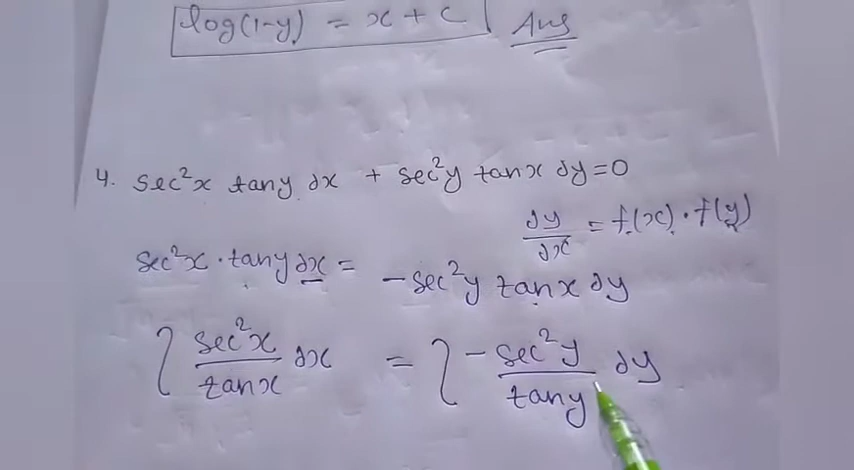 log(1-y) = x + c Ans
4. sec²x tany dx + sec²y tanx dy = 0
dy/dx = f(x) · f(y)
sec²x · tany dx = - sec²y tanx dy
∫ sec²x/tanx dx = ∫ - sec²y/tany dy